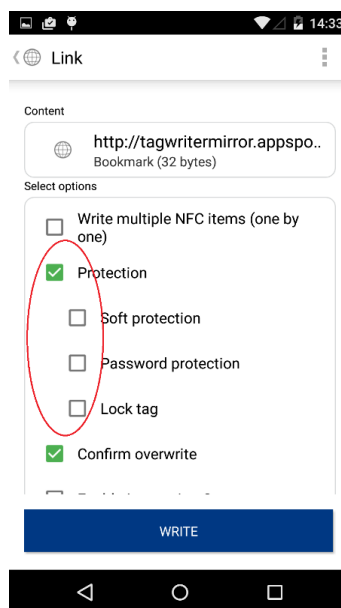 14:33
Link
Content
http://tagwritermirror.appspo..
Bookmark (32 bytes)
Select options
Write multiple NFC items (one by
one)
Protection
Soft protection
Password protection
Lock tag
Confirm overwrite
WRITE